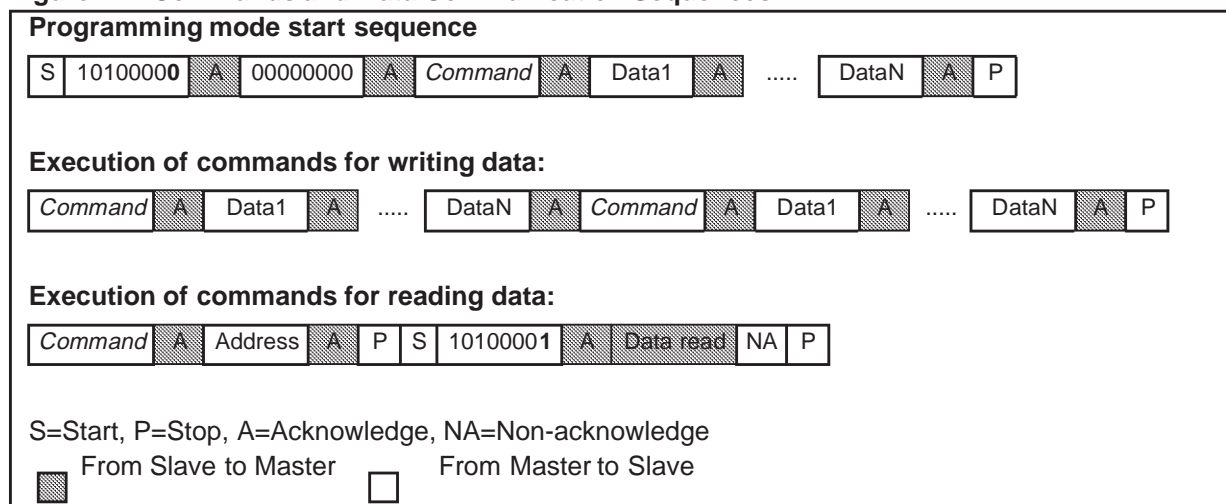 Programming mode start sequence
S 10100000 A 00000000 A Command A Data1 A ..... DataN A P
Execution of commands for writing data:
Command A Data1 A ..... DataN A Command A Data1 A ..... DataN A P
Execution of commands for reading data:
Command A Address A P S 10100001 A Data read NA P
S=Start, P=Stop, A=Acknowledge, NA=Non-acknowledge
From Slave to Master From Master to Slave